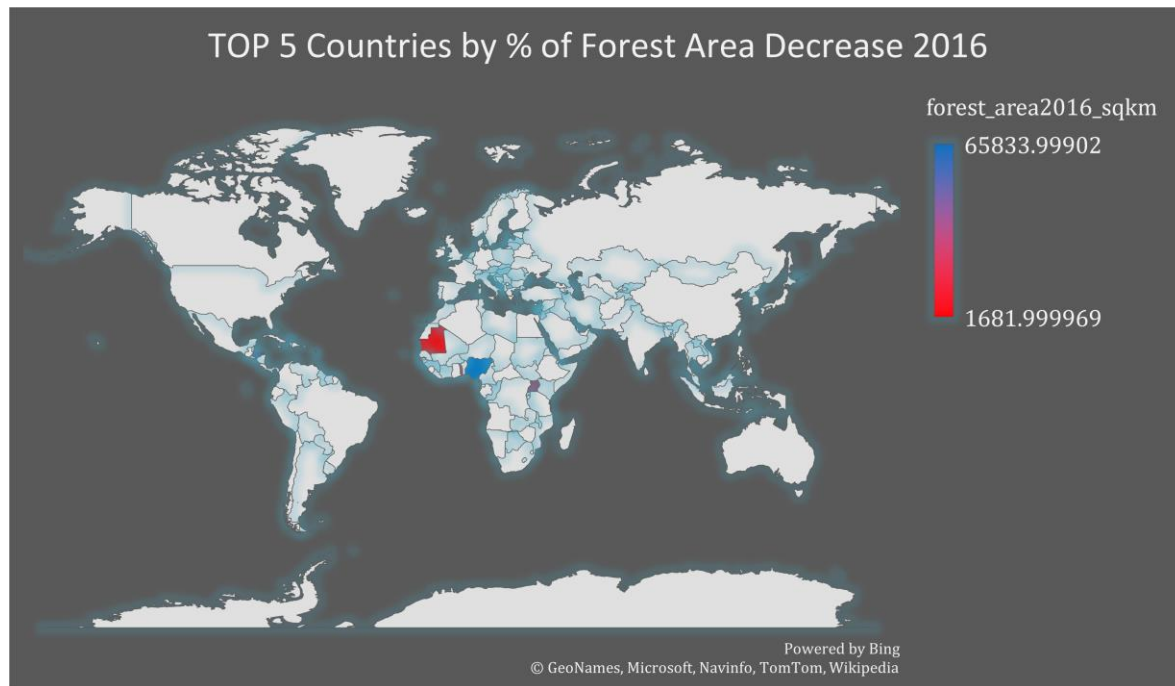 TOP 5 Countries by % of Forest Area Decrease 2016
forest_area2016_sqkm
65833.99902
1681.999969
Powered by Bing
© GeoNames, Microsoft, Navinfo, TomTom, Wikipedia